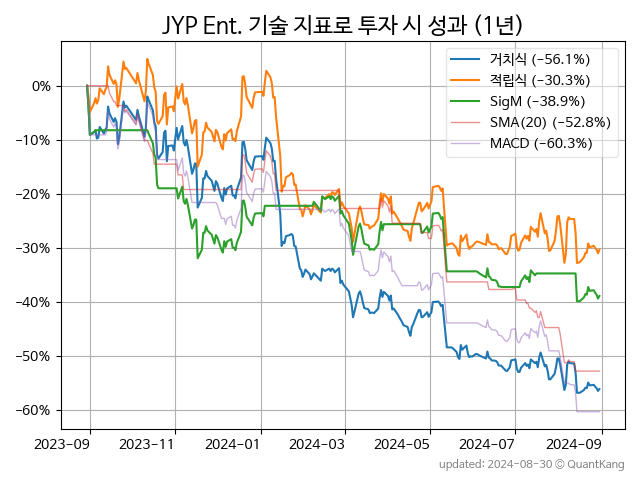 JYP Ent. 기술 지표로 투자 시 성과 (1년)
거치식 (−56.1%)
적립식 (−30.3%)
SigM (−38.9%)
SMA(20) (−52.8%)
MACD (−60.3%)
0%
−10%
−20%
−30%
−40%
−50%
−60%
2023-09 2023-11 2024-01 2024-03 2024-05 2024-07 2024-09
updated: 2024-08-30 © QuantKang